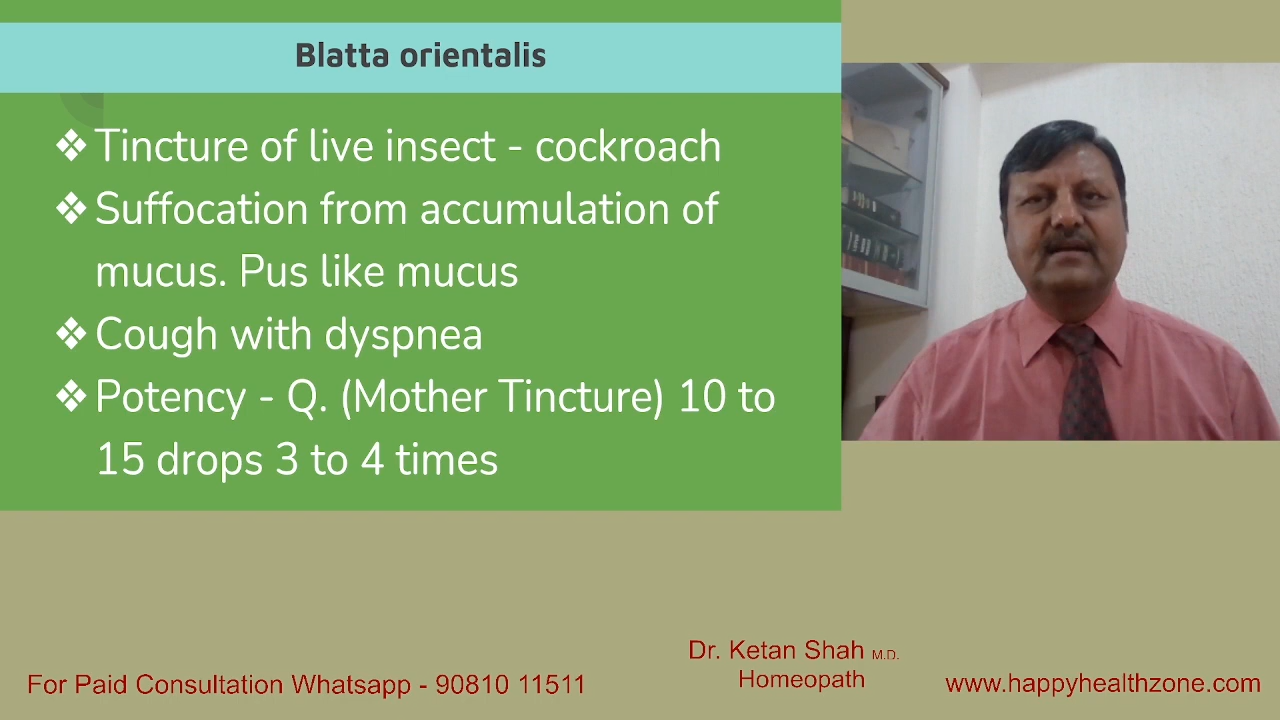 Blatta orientalis
❖ Tincture of live insect - cockroach
❖ Suffocation from accumulation of
mucus. Pus like mucus
❖ Cough with dyspnea
❖ Potency - Q. (Mother Tincture) 10 to
15 drops 3 to 4 times
Dr. Ketan Shah M.D.
Homeopath
For Paid Consultation Whatsapp - 90810 11511
www.happyhealthzone.com